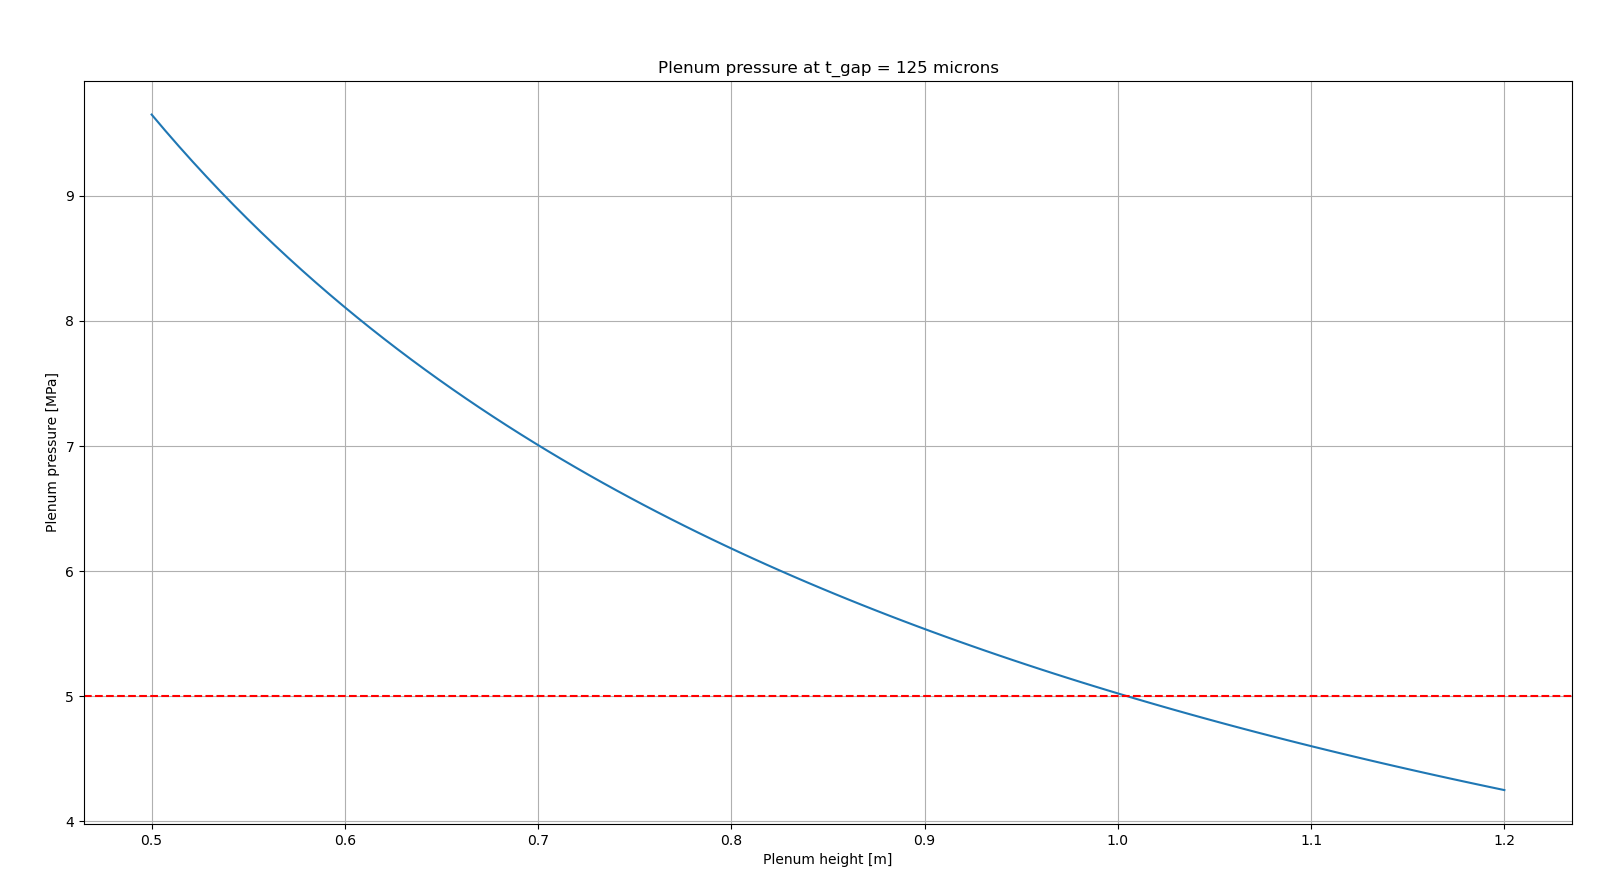 Plenum pressure at t_gap = 125 microns
Plenum pressure [MPa]
9
8
7
6
5
4
0.5 0.6 0.7 0.8 0.9 1.0 1.1 1.2
Plenum height [m]